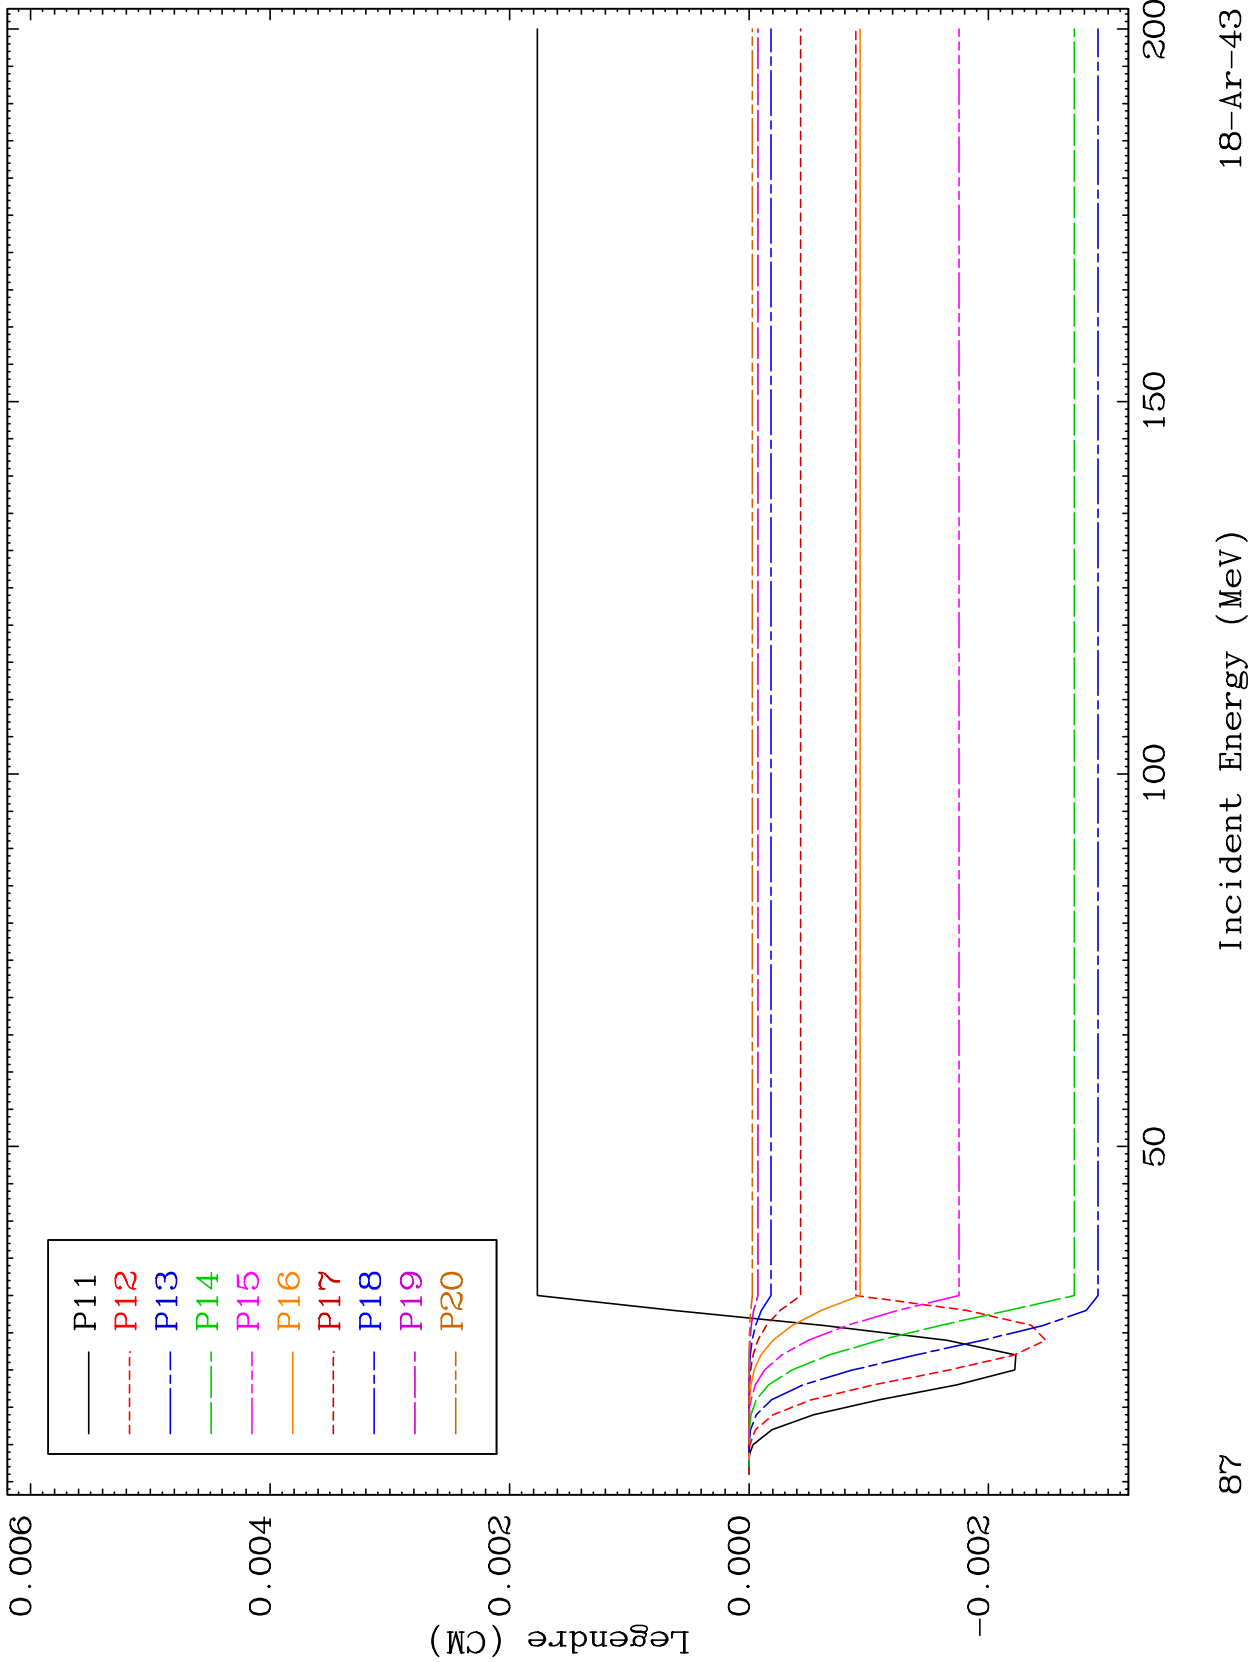 Legendre (CM)
0.006
0.004
0.002
0.000
-0.002
P11
P12
P13
P14
P15
P16
P17
P18
P19
P20
50
100
150
200
87
Incident Energy (MeV)
18-Ar-43